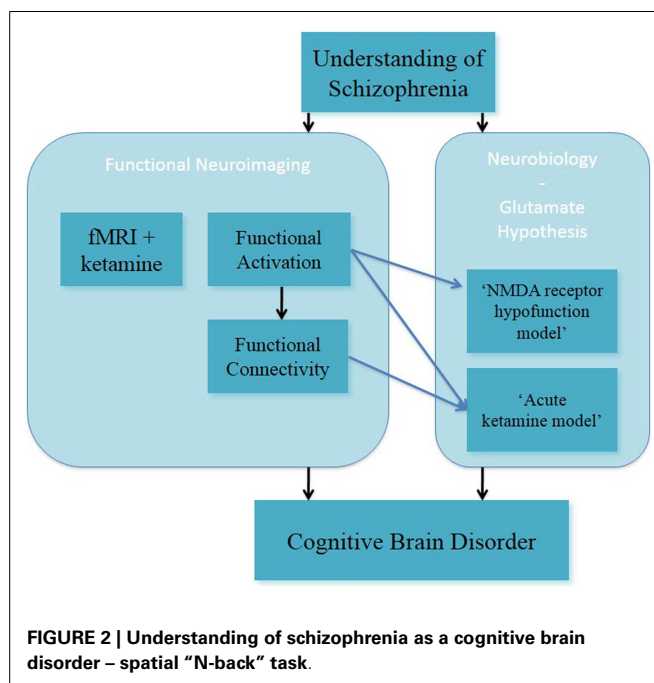 Understanding of
Schizophrenia
Functional Neuroimaging
fMRI +
ketamine
Functional
Activation
Functional
Connectivity
Neurobiology
-
Glutamate
Hypothesis
‘NMDA receptor
hypofunction
model’
‘Acute
ketamine model’
Cognitive Brain Disorder
FIGURE 2 | Understanding of schizophrenia as a cognitive brain
disorder – spatial “N-back” task.